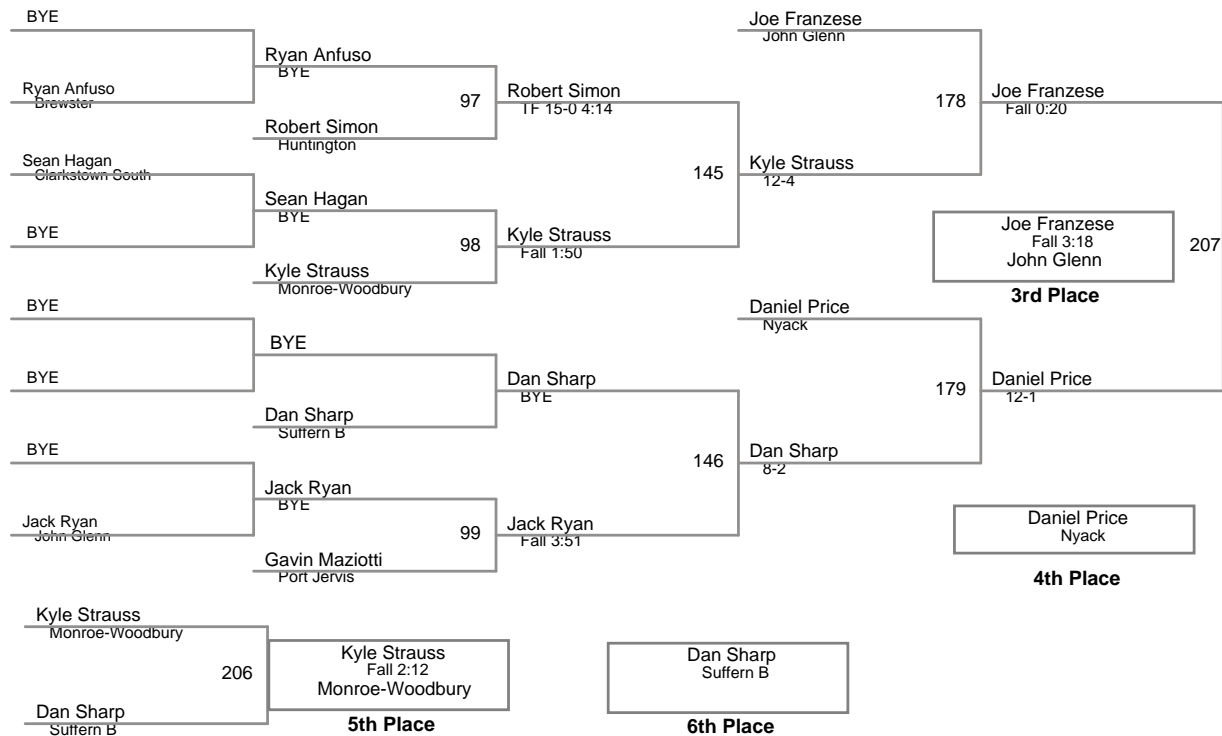 BYE
Ryan Anfuso
Brewster
Sean Hagan
Clarkstown South
BYE
BYE
BYE
BYE
Jack Ryan
John Glenn
Ryan Anfuso
BYE
97
Robert Simon
Huntington
Sean Hagan
BYE
98
Kyle Strauss
Monroe-Woodbury
BYE
Dan Sharp
Suffern B
Jack Ryan
BYE
99
Gavin Maziotti
Port Jervis
Robert Simon
TF 15-0 4:14
145
Kyle Strauss
Fall 1:50
Dan Sharp
BYE
146
Jack Ryan
Fall 3:51
Joe Franzese
John Glenn
178
Kyle Strauss
12-4
Daniel Price
Nyack
179
Dan Sharp
8-2
Joe Franzese
Fall 0:20
207
Daniel Price
12-1
Joe Franzese
Fall 3:18
John Glenn
3rd Place
Daniel Price
Nyack
4th Place
Kyle Strauss
Monroe-Woodbury
206
Dan Sharp
Suffern B
Kyle Strauss
Fall 2:12
Monroe-Woodbury
5th Place
Dan Sharp
Suffern B
6th Place